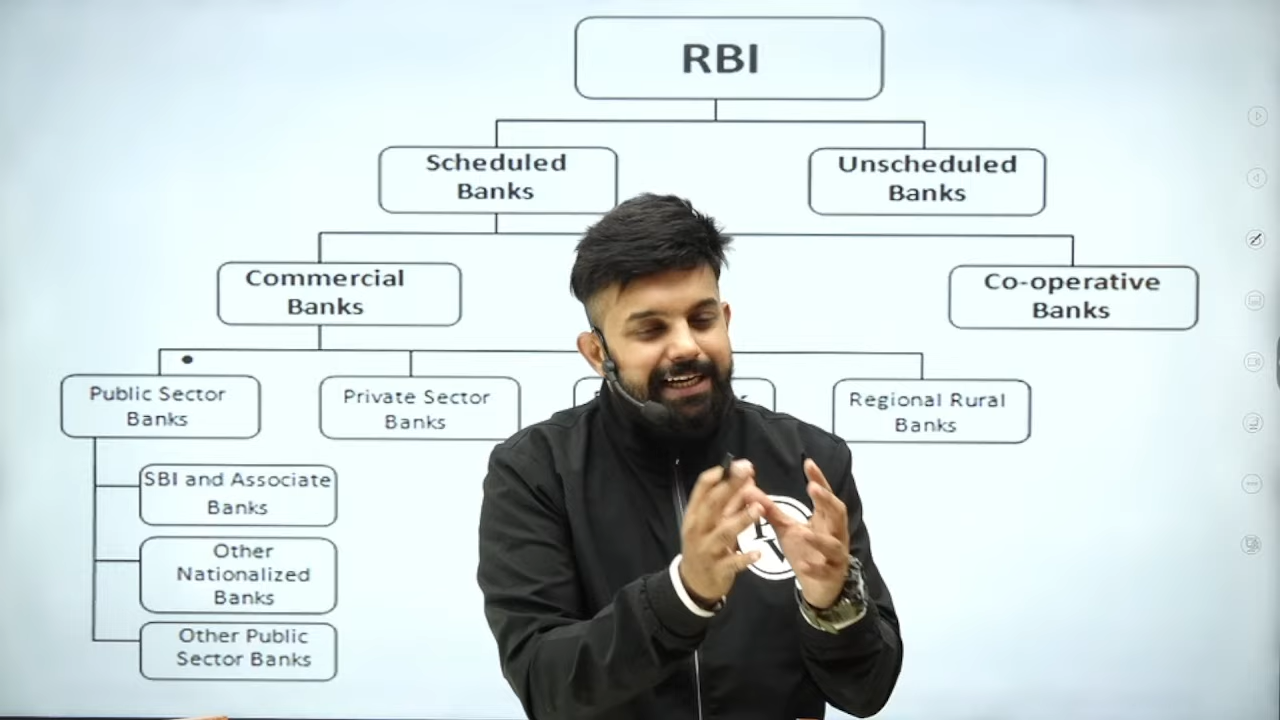 RBI
Scheduled
Banks
Unscheduled
Banks
Commercial
Banks
Co-operative
Banks
Public Sector
Banks
Private Sector
Banks
Regional Rural
Banks
SBI and Associate
Banks
Other
Nationalized
Banks
Other Public
Sector Banks